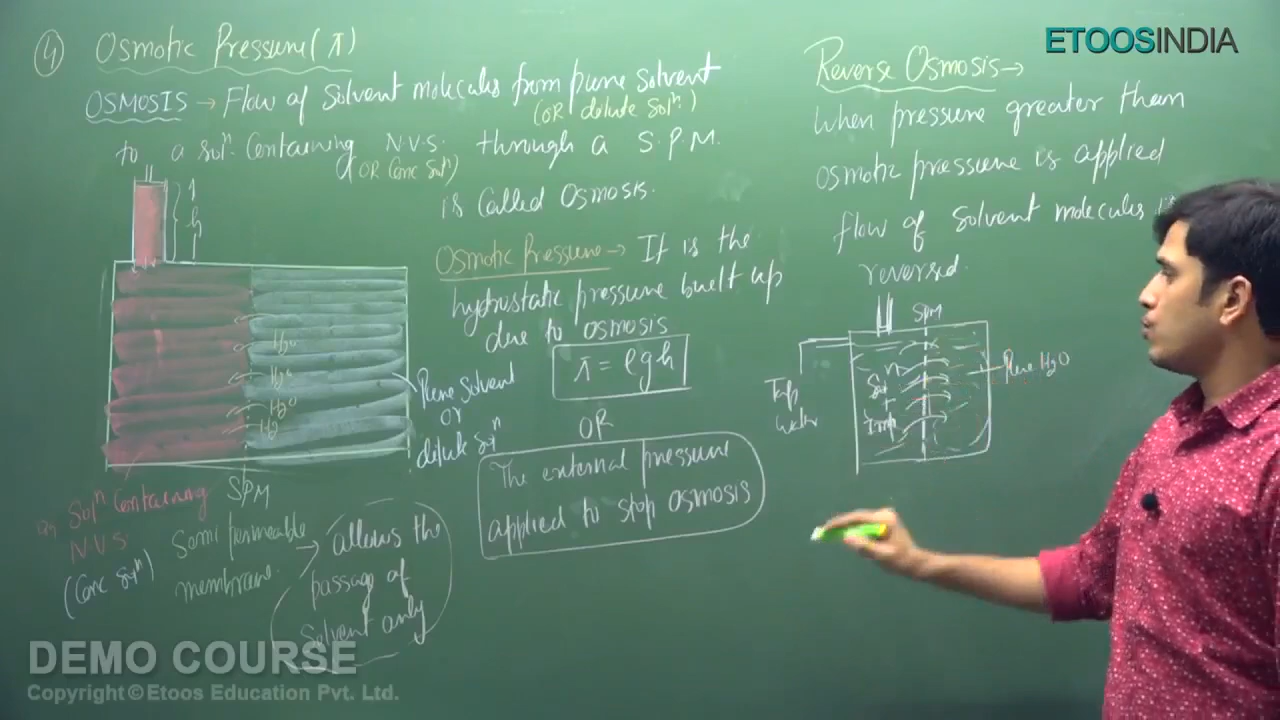 ETOOSINDIA
(4) Osmotic Pressure (π)
OSMOSIS → Flow of Solvent molecules from pure solvent
(OR dilute Solⁿ)
to a solⁿ. Containing N.V.S. through a S.P.M.
(OR Conc Solⁿ)
is called Osmosis.
h
Osmotic Pressure → It is the
hydrostatic pressure built up
due to osmosis
π = ρgh
OR
The external pressure
applied to stop osmosis
H₂O
H₂O
H₂O
Pure Solvent
or
dilute Solⁿ
aq Solⁿ Containing
N.V.S
(Conc Solⁿ)
SPM
Semi permeable
membrane
→ allows the
passage of
Solvent only
Reverse Osmosis →
When pressure greater than
osmotic pressure is applied
flow of solvent molecules is
reversed.
SPM
Pure H₂O
Tap
water
Solⁿ
DEMO COURSE
Copyright © Etoos Education Pvt. Ltd.